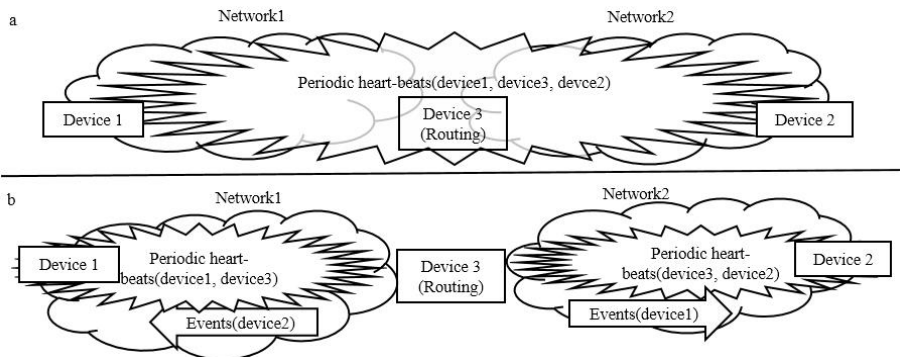 a
Network1
Network2
Periodic heart-beats(device1, device3, devce2)
Device 1
Device 3
(Routing)
Device 2
b
Network1
Network2
Device 1
Periodic heart-
beats(device1, device3)
Device 3
(Routing)
Periodic heart-
beats(device3, device2)
Device 2
Events(device2)
Events(device1)